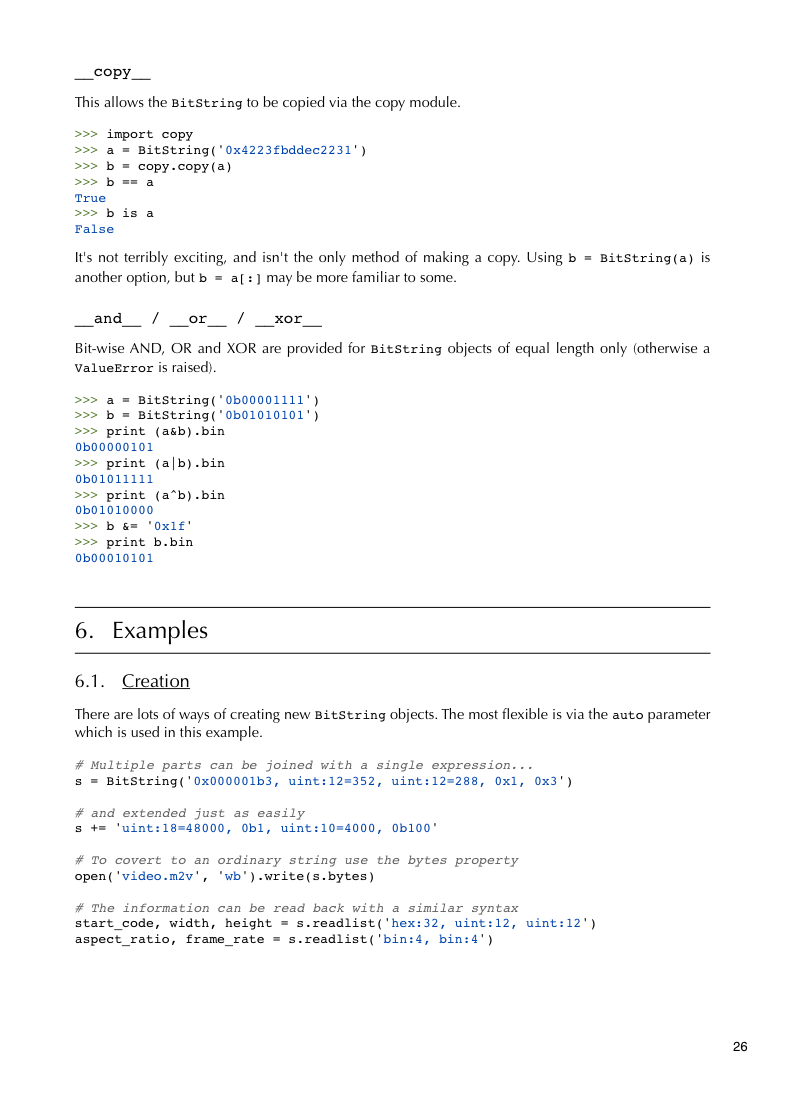 __copy__
This allows the BitString to be copied via the copy module.
>>> import copy
>>> a = BitString('0x4223fbddec2231')
>>> b = copy.copy(a)
>>> b == a
True
>>> b is a
False
It's not terribly exciting, and isn't the only method of making a copy. Using b = BitString(a) is
another option, but b = a[:] may be more familiar to some.
__and__ / __or__ / __xor__
Bit-wise AND, OR and XOR are provided for BitString objects of equal length only (otherwise a
ValueError is raised).
>>> a = BitString('0b00001111')
>>> b = BitString('0b01010101')
>>> print (a&b).bin
0b00000101
>>> print (a|b).bin
0b01011111
>>> print (a^b).bin
0b01010000
>>> b &= '0x1f'
>>> print b.bin
0b00010101
6. Examples
6.1. Creation
There are lots of ways of creating new BitString objects. The most flexible is via the auto parameter
which is used in this example.
# Multiple parts can be joined with a single expression...
s = BitString('0x000001b3, uint:12=352, uint:12=288, 0x1, 0x3')
# and extended just as easily
s += 'uint:18=48000, 0b1, uint:10=4000, 0b100'
# To covert to an ordinary string use the bytes property
open('video.m2v', 'wb').write(s.bytes)
# The information can be read back with a similar syntax
start_code, width, height = s.readlist('hex:32, uint:12, uint:12')
aspect_ratio, frame_rate = s.readlist('bin:4, bin:4')
26